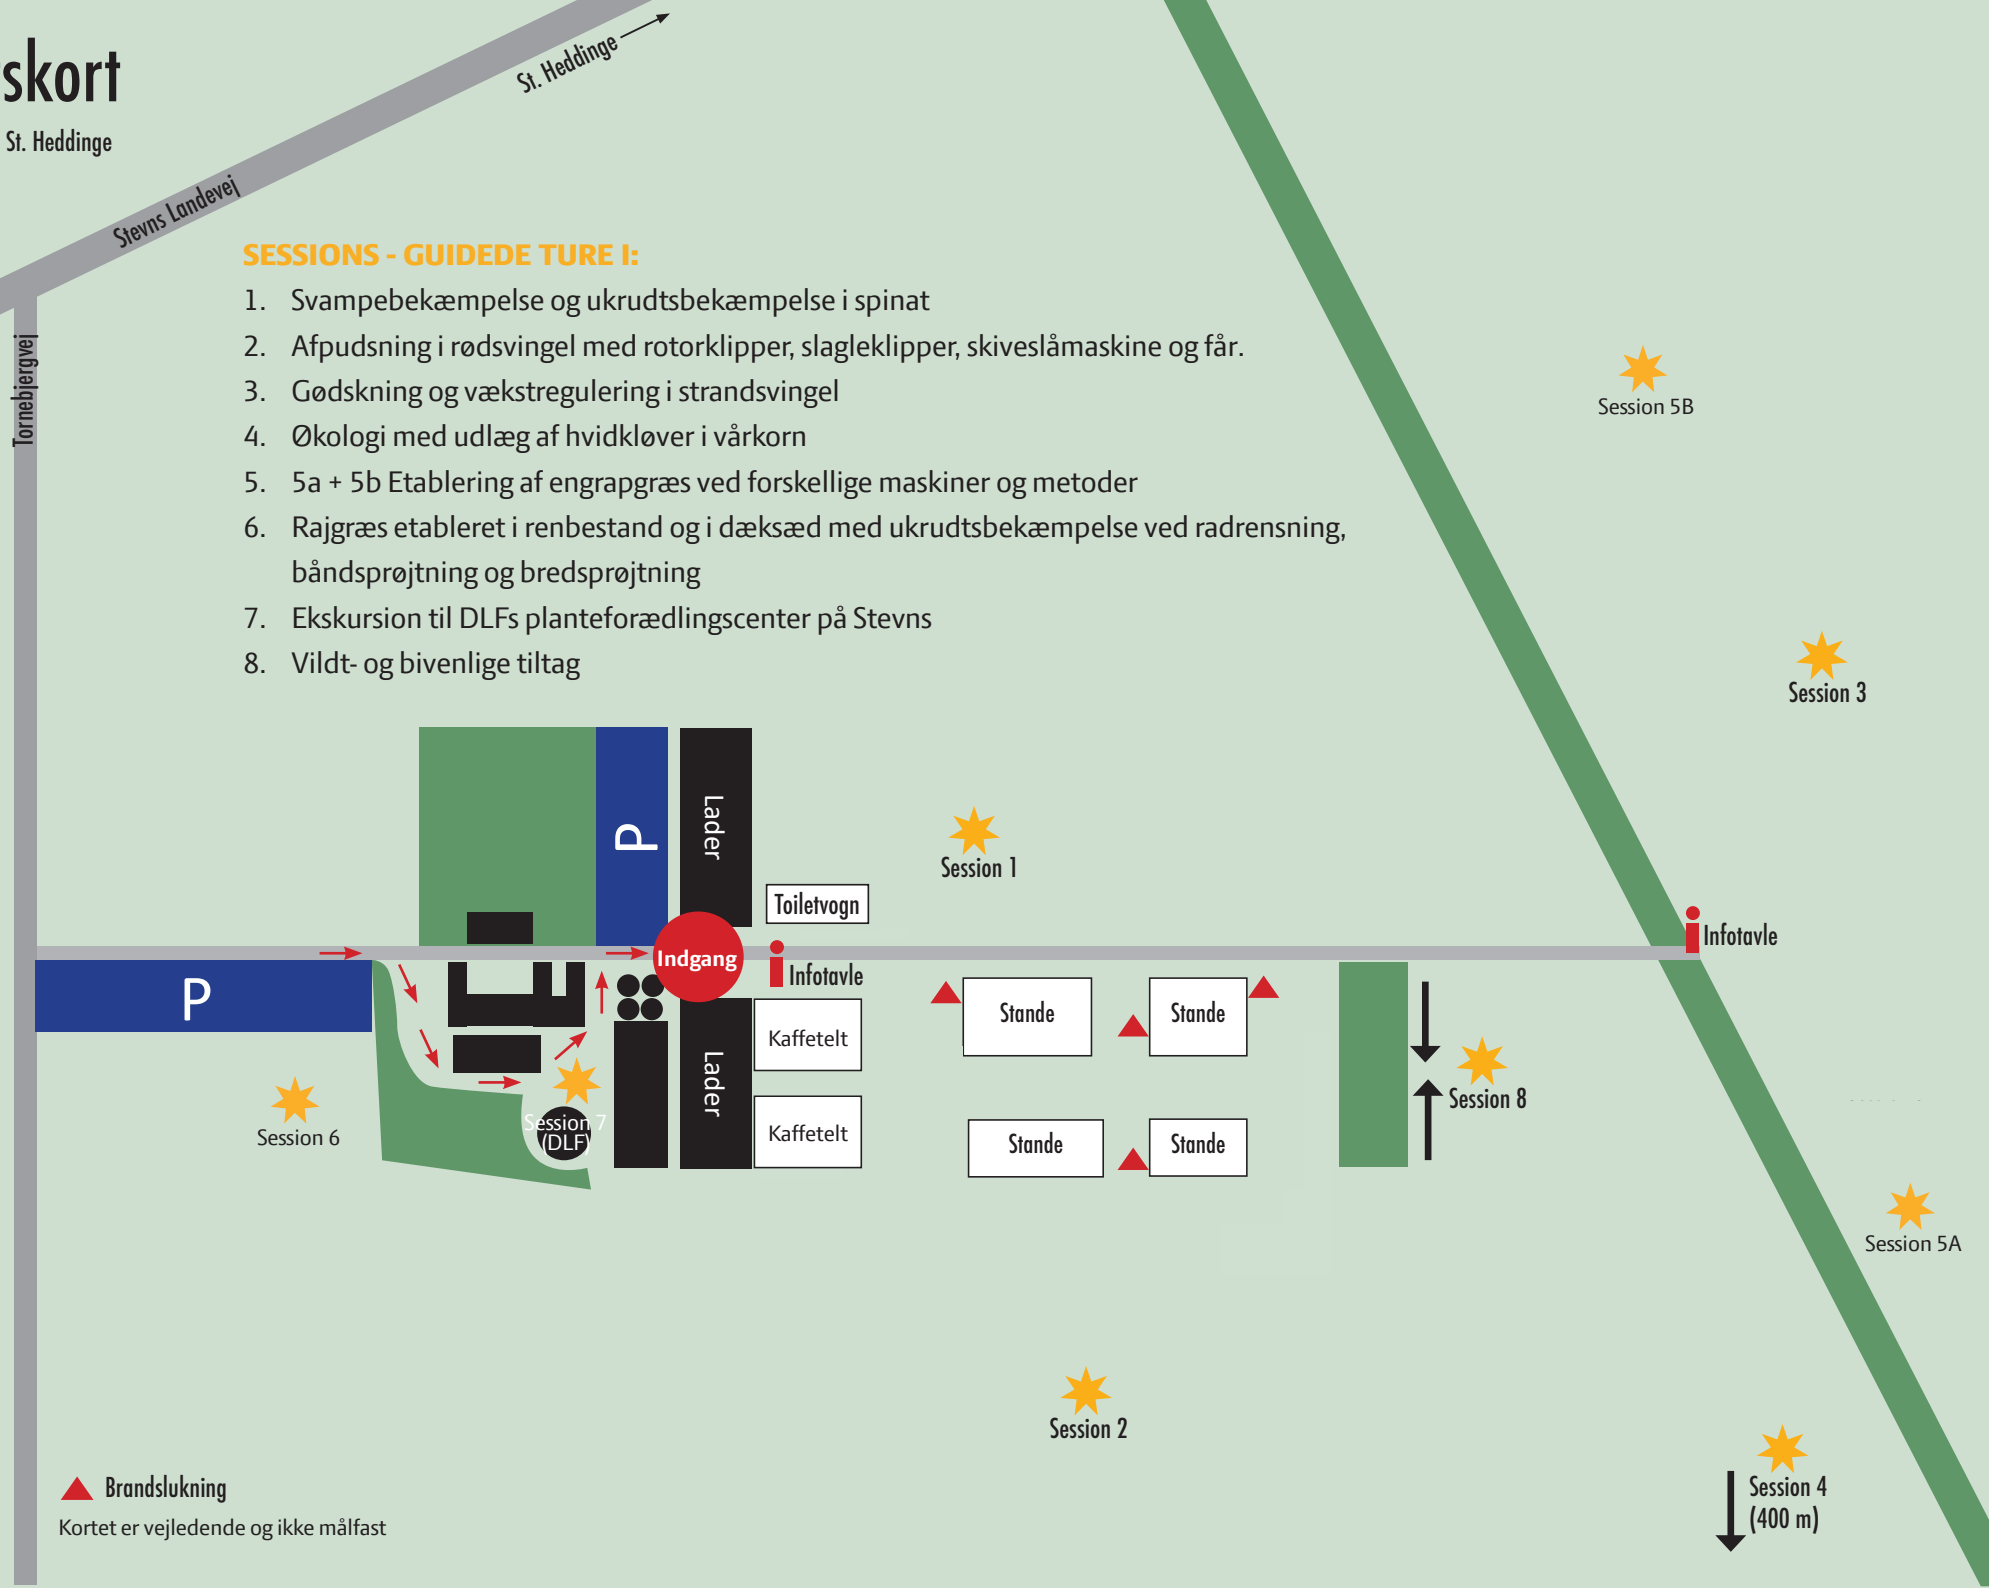 skort
St. Heddinge
St. Heddinge
Stevns Landevej
Tornebjergvej
SESSIONS - GUIDEDE TURE I:
1. Svampebekæmpelse og ukrudtsbekæmpelse i spinat
2. Afpudsning i rødsvingel med rotorklipper, slagleklipper, skiveslåmaskine og får.
3. Gødskning og vækstregulering i strandsvingel
4. Økologi med udlæg af hvidkløver i vårkorn
5. 5a + 5b Etablering af engrapgræs ved forskellige maskiner og metoder
6. Rajgræs etableret i renbestand og i dæksæd med ukrudtsbekæmpelse ved radrensning,
båndsprøjtning og bredsprøjtning
7. Ekskursion til DLFs planteforædlingscenter på Stevns
8. Vildt- og bivenlige tiltag
Session 5B
Session 3
P
Lader
Session 1
Toiletvogn
Indgang
Infotavle
Infotavle
P
Kaffetelt
Stande
Stande
Lader
Session 8
Session 6
Session 7
(DLF)
Kaffetelt
Stande
Stande
Session 5A
Session 2
Session 4
(400 m)
Brandslukning
Kortet er vejledende og ikke målfast